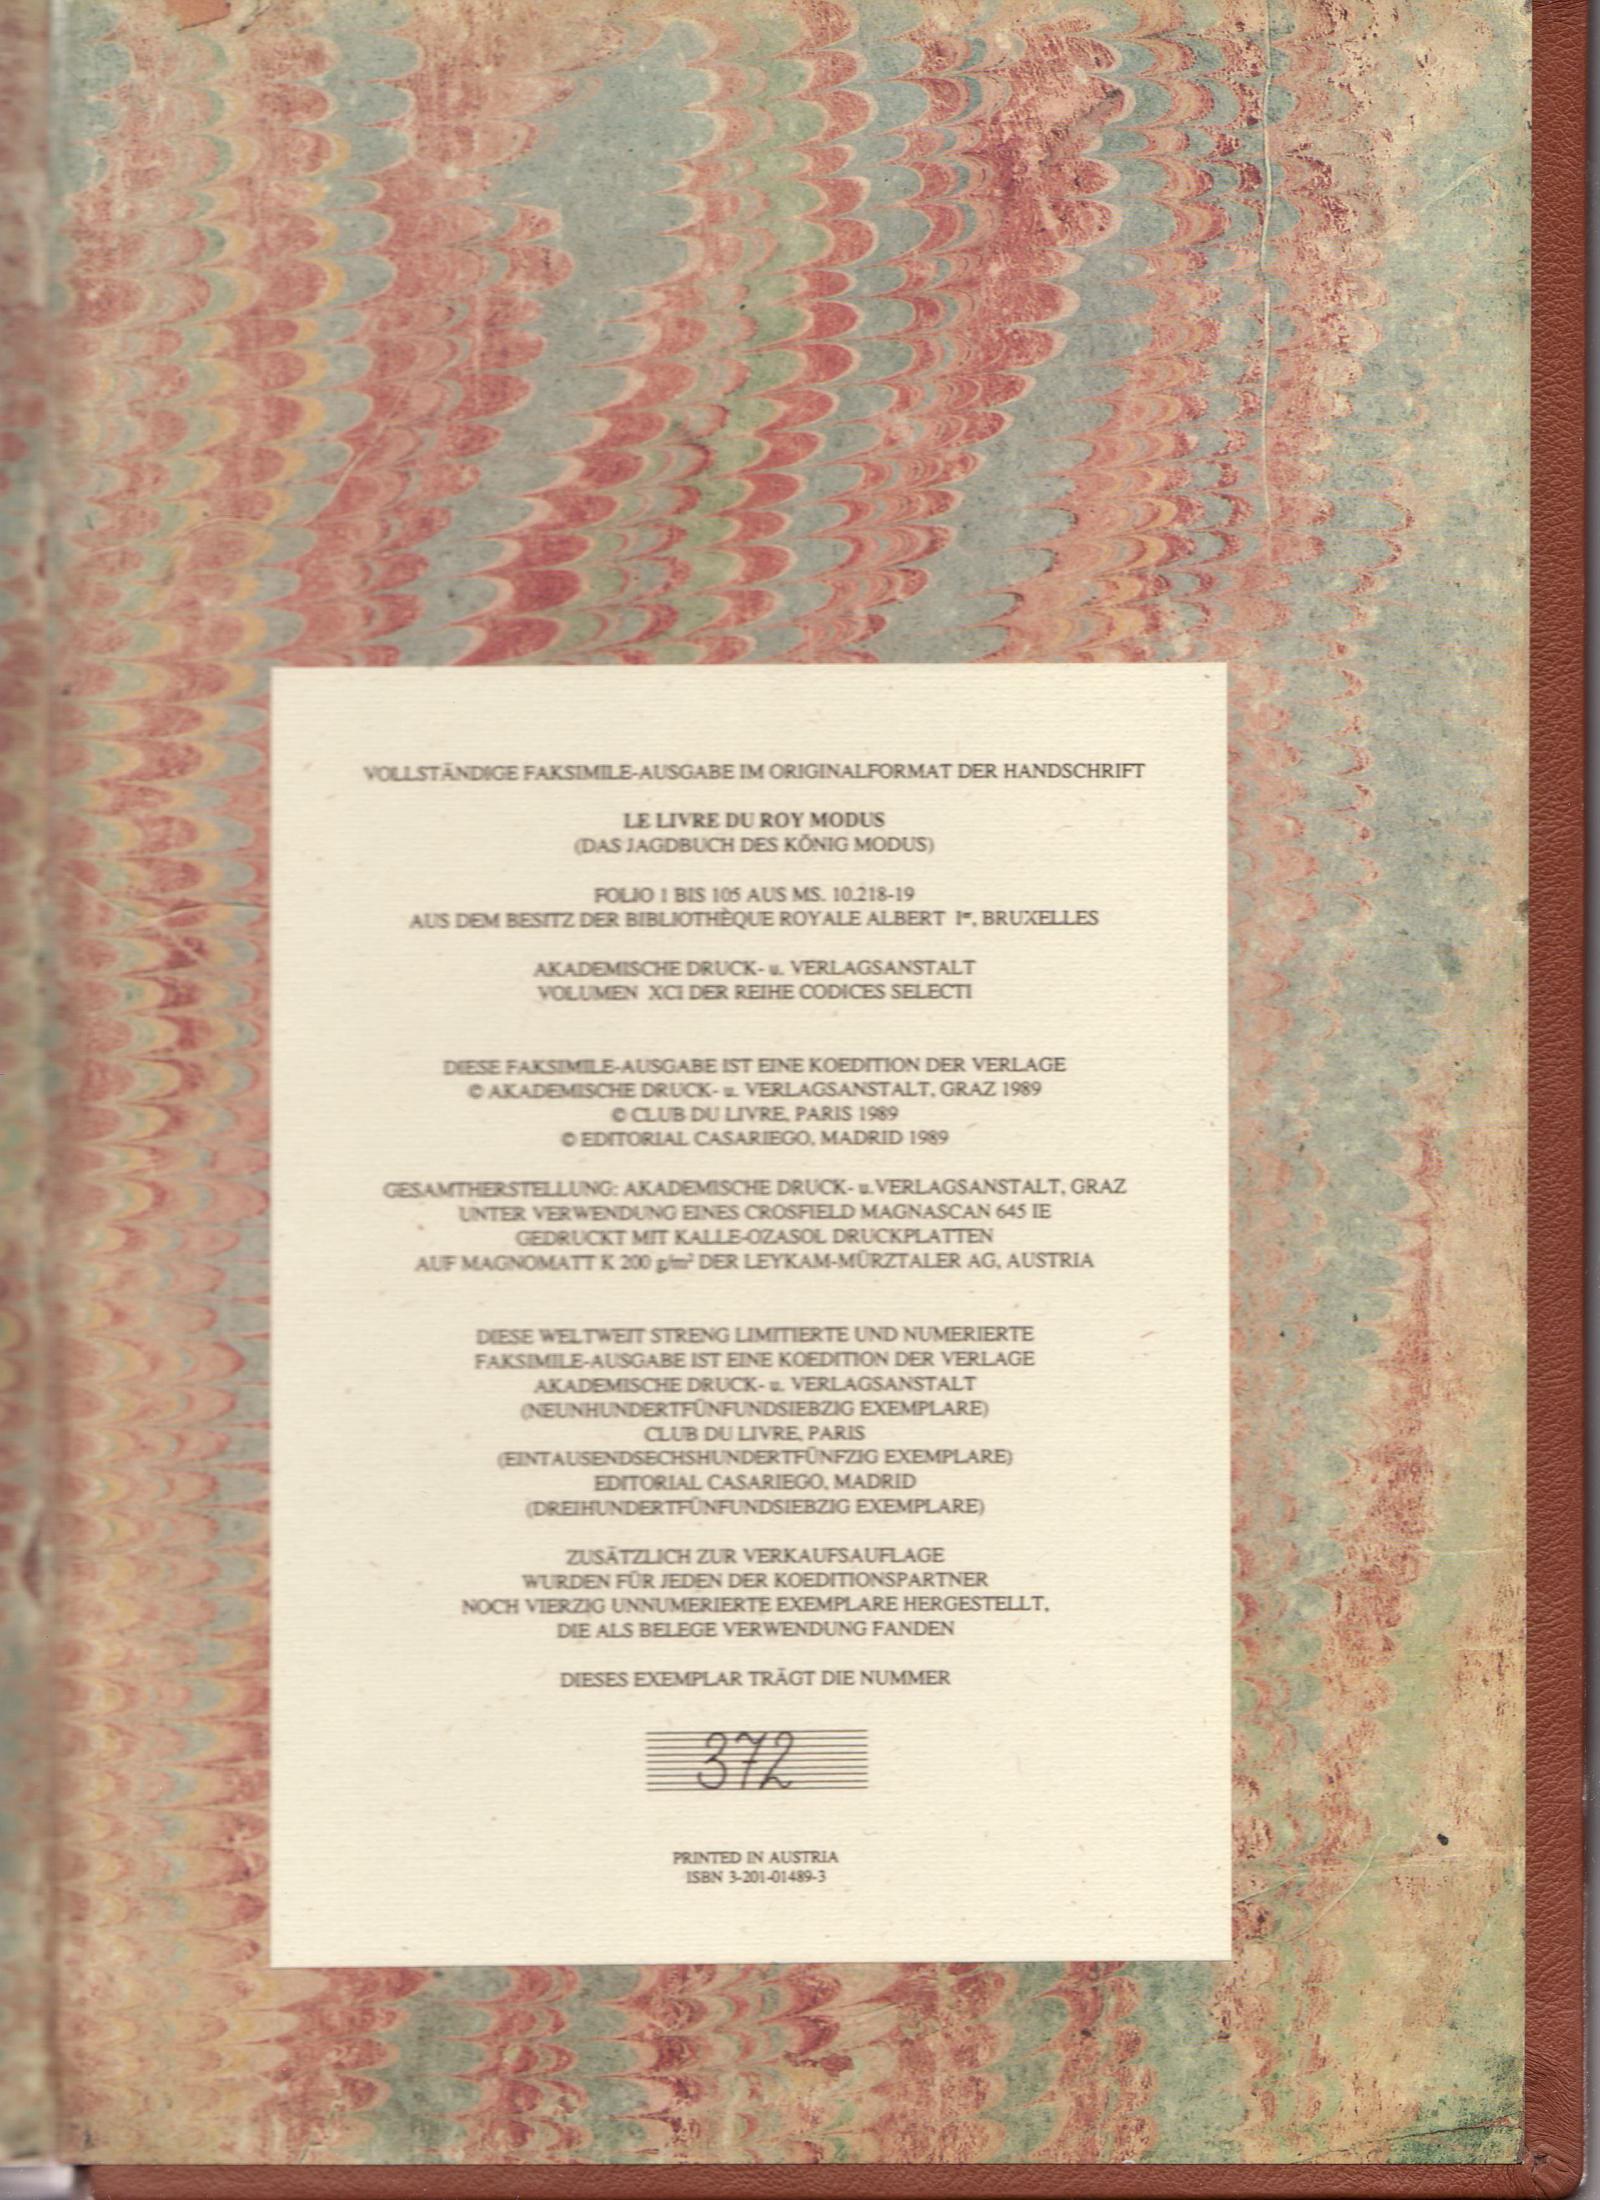 VOLLSTÄNDIGE FAKSIMILE-AUSGABE IM ORIGINALFORMAT DER HANDSCHRIFT
LE LIVRE DU ROY MODUS
(DAS JAGDBUCH DES KÖNIG MODUS)
FOLIO 1 BIS 105 AUS MS. 10.218-19
AUS DEM BESITZ DER BIBLIOTHÈQUE ROYALE ALBERT Iᵉʳ, BRUXELLES
AKADEMISCHE DRUCK- u. VERLAGSANSTALT
VOLUMEN XCI DER REIHE CODICES SELECTI
DIESE FAKSIMILE-AUSGABE IST EINE KOEDITION DER VERLAGE
© AKADEMISCHE DRUCK- u. VERLAGSANSTALT, GRAZ 1989
© CLUB DU LIVRE, PARIS 1989
© EDITORIAL CASARIEGO, MADRID 1989
GESAMTHERSTELLUNG: AKADEMISCHE DRUCK- u. VERLAGSANSTALT, GRAZ
UNTER VERWENDUNG EINES CROSFIELD MAGNASCAN 645 IE
GEDRUCKT MIT KALLE-OZASOL DRUCKPLATTEN
AUF MAGNOMATT K 200 g/m² DER LEYKAM-MÜRZTALER AG, AUSTRIA
DIESE WELTWEIT STRENG LIMITIERTE UND NUMERIERTE
FAKSIMILE-AUSGABE IST EINE KOEDITION DER VERLAGE
AKADEMISCHE DRUCK- u. VERLAGSANSTALT
(NEUNHUNDERTFÜNFUNDSIEBZIG EXEMPLARE)
CLUB DU LIVRE, PARIS
(EINTAUSENDSECHSHUNDERTFÜNFZIG EXEMPLARE)
EDITORIAL CASARIEGO, MADRID
(DREIHUNDERTFÜNFUNDSIEBZIG EXEMPLARE)
ZUSÄTZLICH ZUR VERKAUFSAUFLAGE
WURDEN FÜR JEDEN DER KOEDITIONSPARTNER
NOCH VIERZIG UNNUMERIERTE EXEMPLARE HERGESTELLT,
DIE ALS BELEGE VERWENDUNG FANDEN
DIESES EXEMPLAR TRÄGT DIE NUMMER
372
PRINTED IN AUSTRIA
ISBN 3-201-01489-3